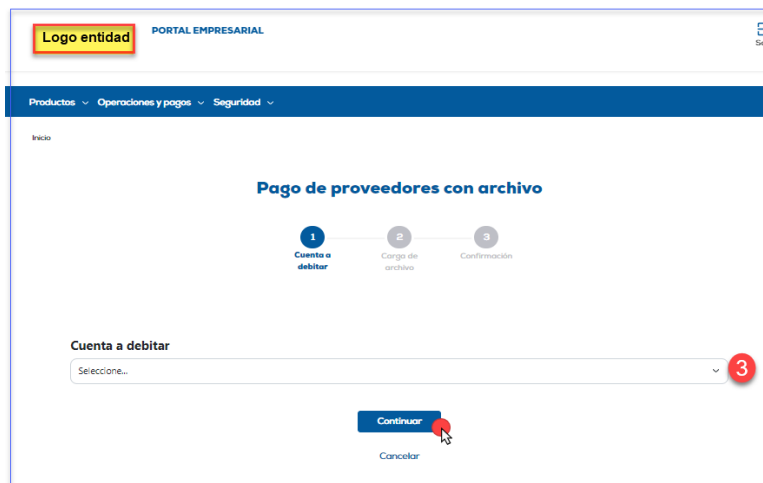 Logo entidad
PORTAL EMPRESARIAL
Productos Operaciones y pagos Seguridad
Inicio
Pago de proveedores con archivo
1 2 3
Cuenta a debitar
Carga de archivo
Confirmación
Cuenta a debitar
Seleccione...
3
Continuar
Cancelar